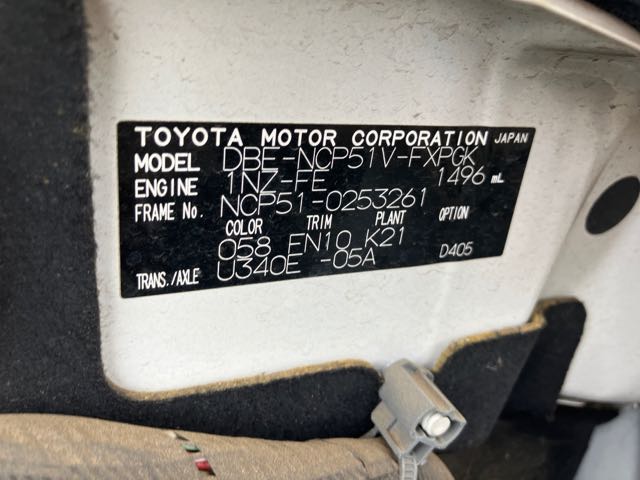 TOYOTA MOTOR CORPORATION JAPAN
MODEL DBE-NCP51V-FXPGK
ENGINE 1NZ-FE 1496 mL
FRAME No. NCP51-0253261
COLOR TRIM PLANT OPTION
058 FN10 K21
TRANS./AXLE U340E -05A D405